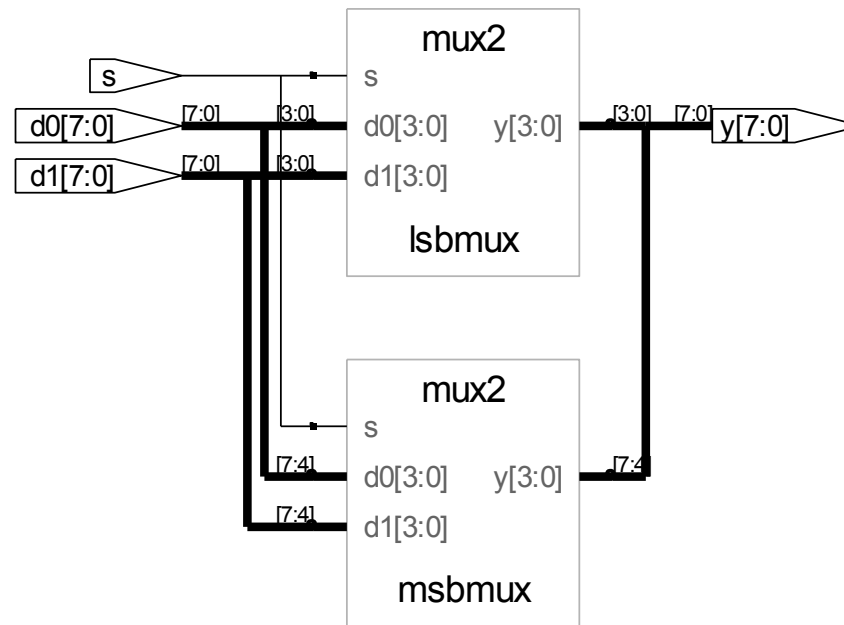 mux2
s
s
[7:0] [3:0] [3:0] [7:0]
d0[7:0] d0[3:0] y[3:0] y[7:0]
[7:0] [3:0]
d1[7:0] d1[3:0]
lsbmux
mux2
s
[7:4] [7:4]
d0[3:0] y[3:0]
[7:4]
d1[3:0]
msbmux